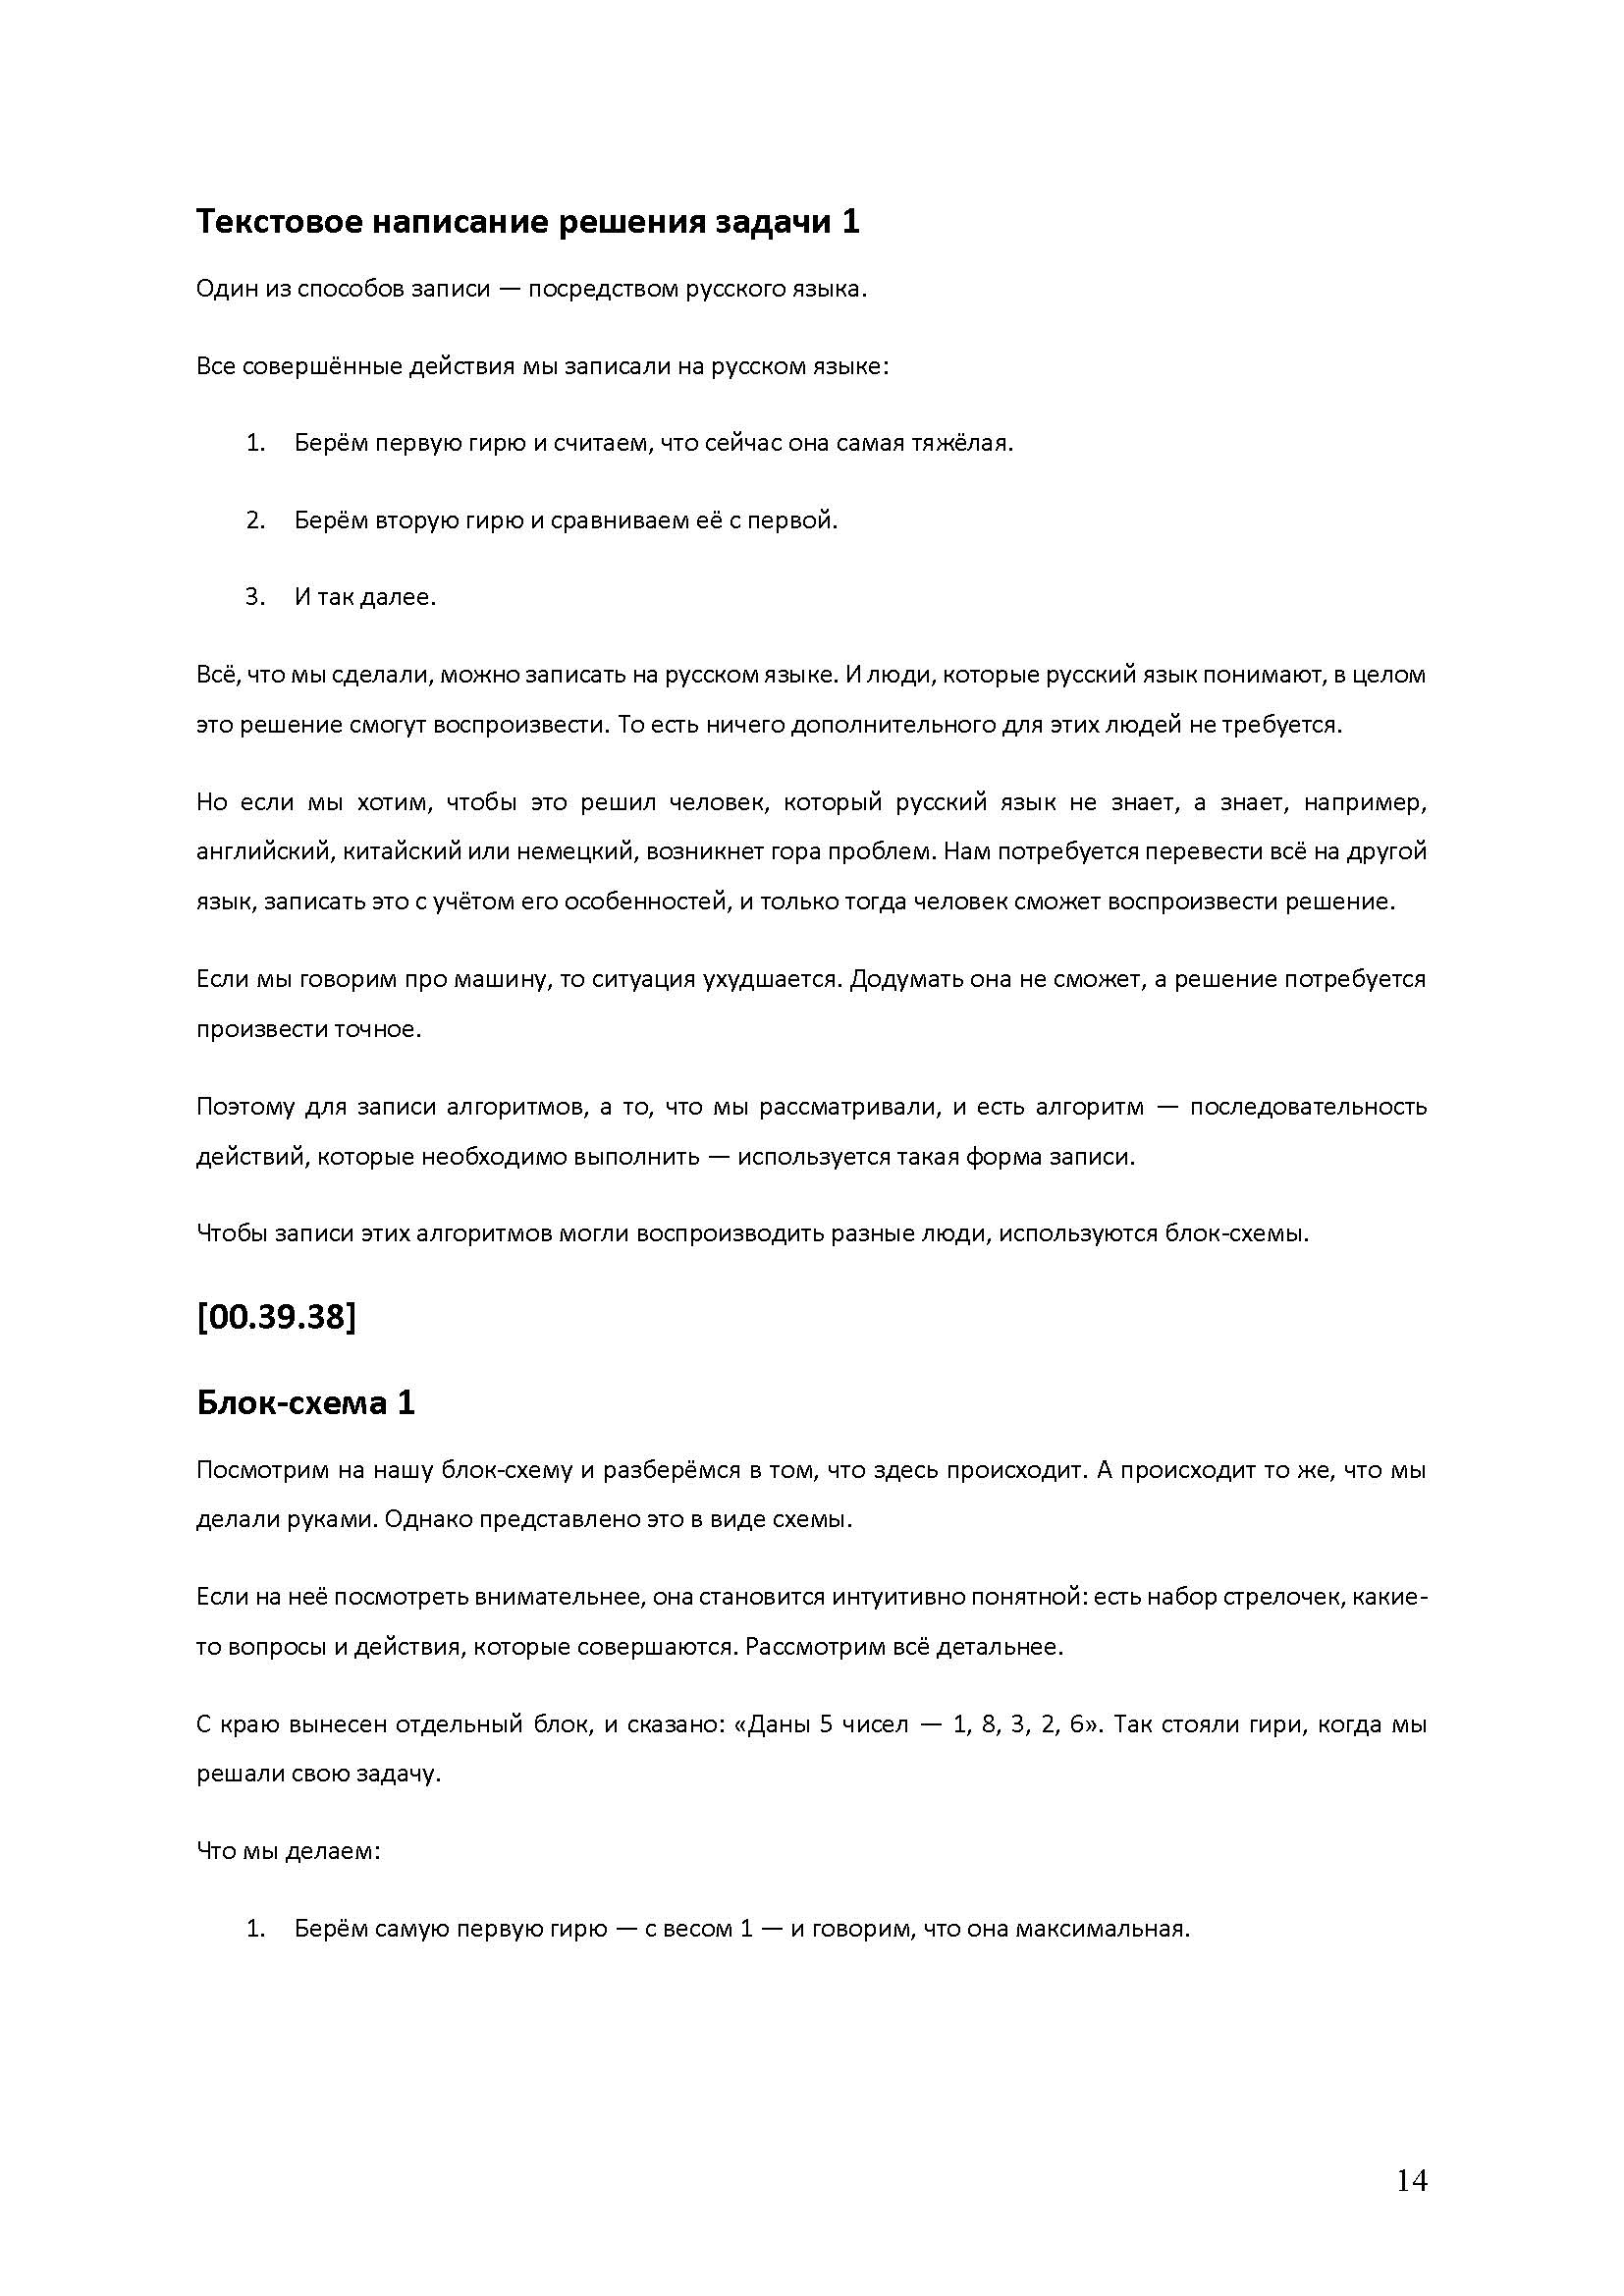 Текстовое написание решения задачи 1
Один из способов записи — посредством русского языка.
Все совершённые действия мы записали на русском языке:
1. Берём первую гирю и считаем, что сейчас она самая тяжёлая.
2. Берём вторую гирю и сравниваем её с первой.
3. И так далее.
Всё, что мы сделали, можно записать на русском языке. И люди, которые русский язык понимают, в целом
это решение смогут воспроизвести. То есть ничего дополнительного для этих людей не требуется.
Но если мы хотим, чтобы это решил человек, который русский язык не знает, а знает, например,
английский, китайский или немецкий, возникнет гора проблем. Нам потребуется перевести всё на другой
язык, записать это с учётом его особенностей, и только тогда человек сможет воспроизвести решение.
Если мы говорим про машину, то ситуация ухудшается. Додумать она не сможет, а решение потребуется
произвести точное.
Поэтому для записи алгоритмов, а то, что мы рассматривали, и есть алгоритм — последовательность
действий, которые необходимо выполнить — используется такая форма записи.
Чтобы записи этих алгоритмов могли воспроизводить разные люди, используются блок-схемы.
[00.39.38]
Блок-схема 1
Посмотрим на нашу блок-схему и разберёмся в том, что здесь происходит. А происходит то же, что мы
делали руками. Однако представлено это в виде схемы.
Если на неё посмотреть внимательнее, она становится интуитивно понятной: есть набор стрелочек, какие-
то вопросы и действия, которые совершаются. Рассмотрим всё детальнее.
С краю вынесен отдельный блок, и сказано: «Даны 5 чисел — 1, 8, 3, 2, 6». Так стояли гири, когда мы
решали свою задачу.
Что мы делаем:
1. Берём самую первую гирю — с весом 1 — и говорим, что она максимальная.
14